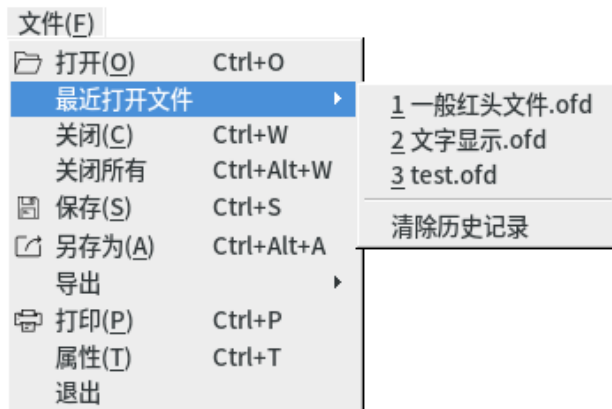 文件(F)
打开(O) Ctrl+O
最近打开文件
关闭(C) Ctrl+W
关闭所有 Ctrl+Alt+W
保存(S) Ctrl+S
另存为(A) Ctrl+Alt+A
导出
打印(P) Ctrl+P
属性(T) Ctrl+T
退出
1 一般红头文件.ofd
2 文字显示.ofd
3 test.ofd
清除历史记录